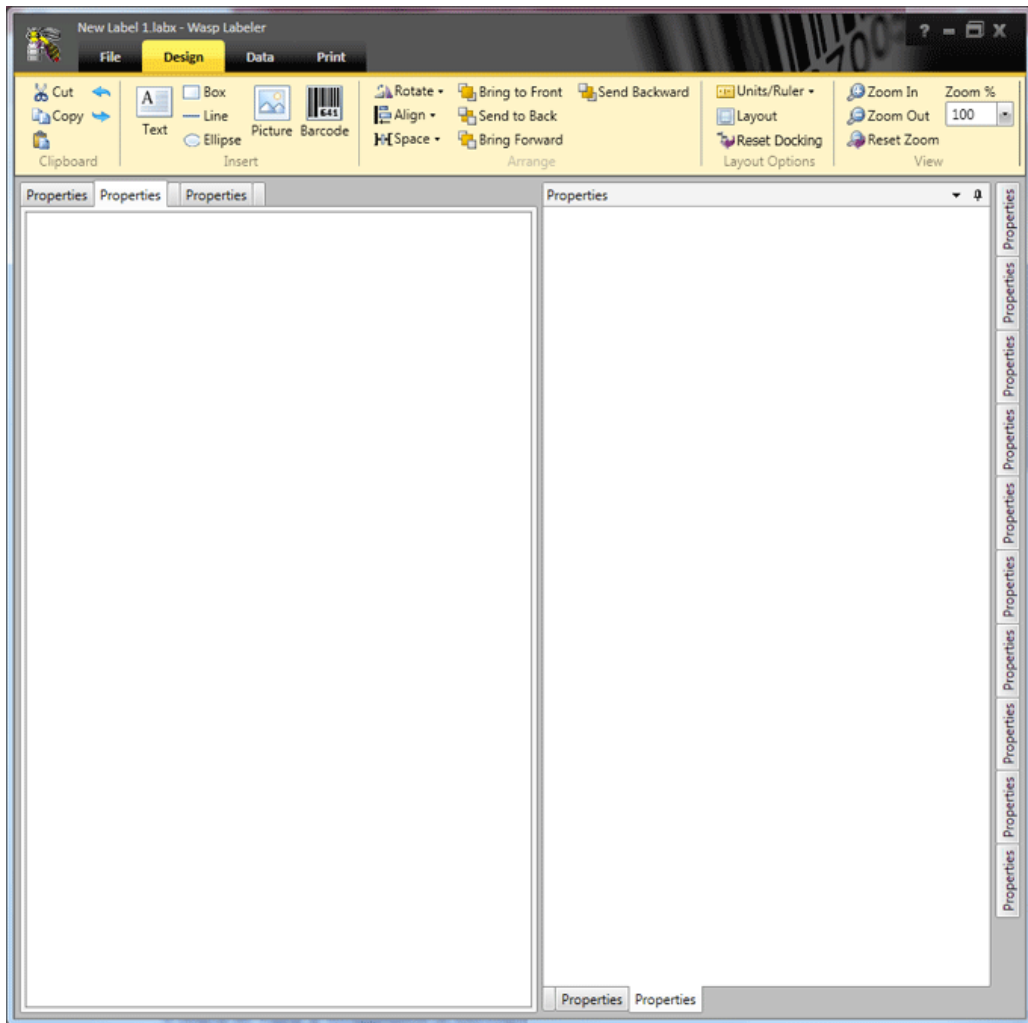 New Label 1.labx - Wasp Labeler
? 
File Design Data Print
Cut Box Rotate Bring to Front Send Backward Units/Ruler Zoom In Zoom %
Copy Line Align Send to Back Layout Zoom Out 100
Text Ellipse Picture Barcode Space Bring Forward Reset Docking Reset Zoom
Clipboard Insert Arrange Layout Options View
Properties Properties Properties Properties
Properties
Properties
Properties
Properties
Properties
Properties
Properties
Properties
Properties
Properties
Properties Properties